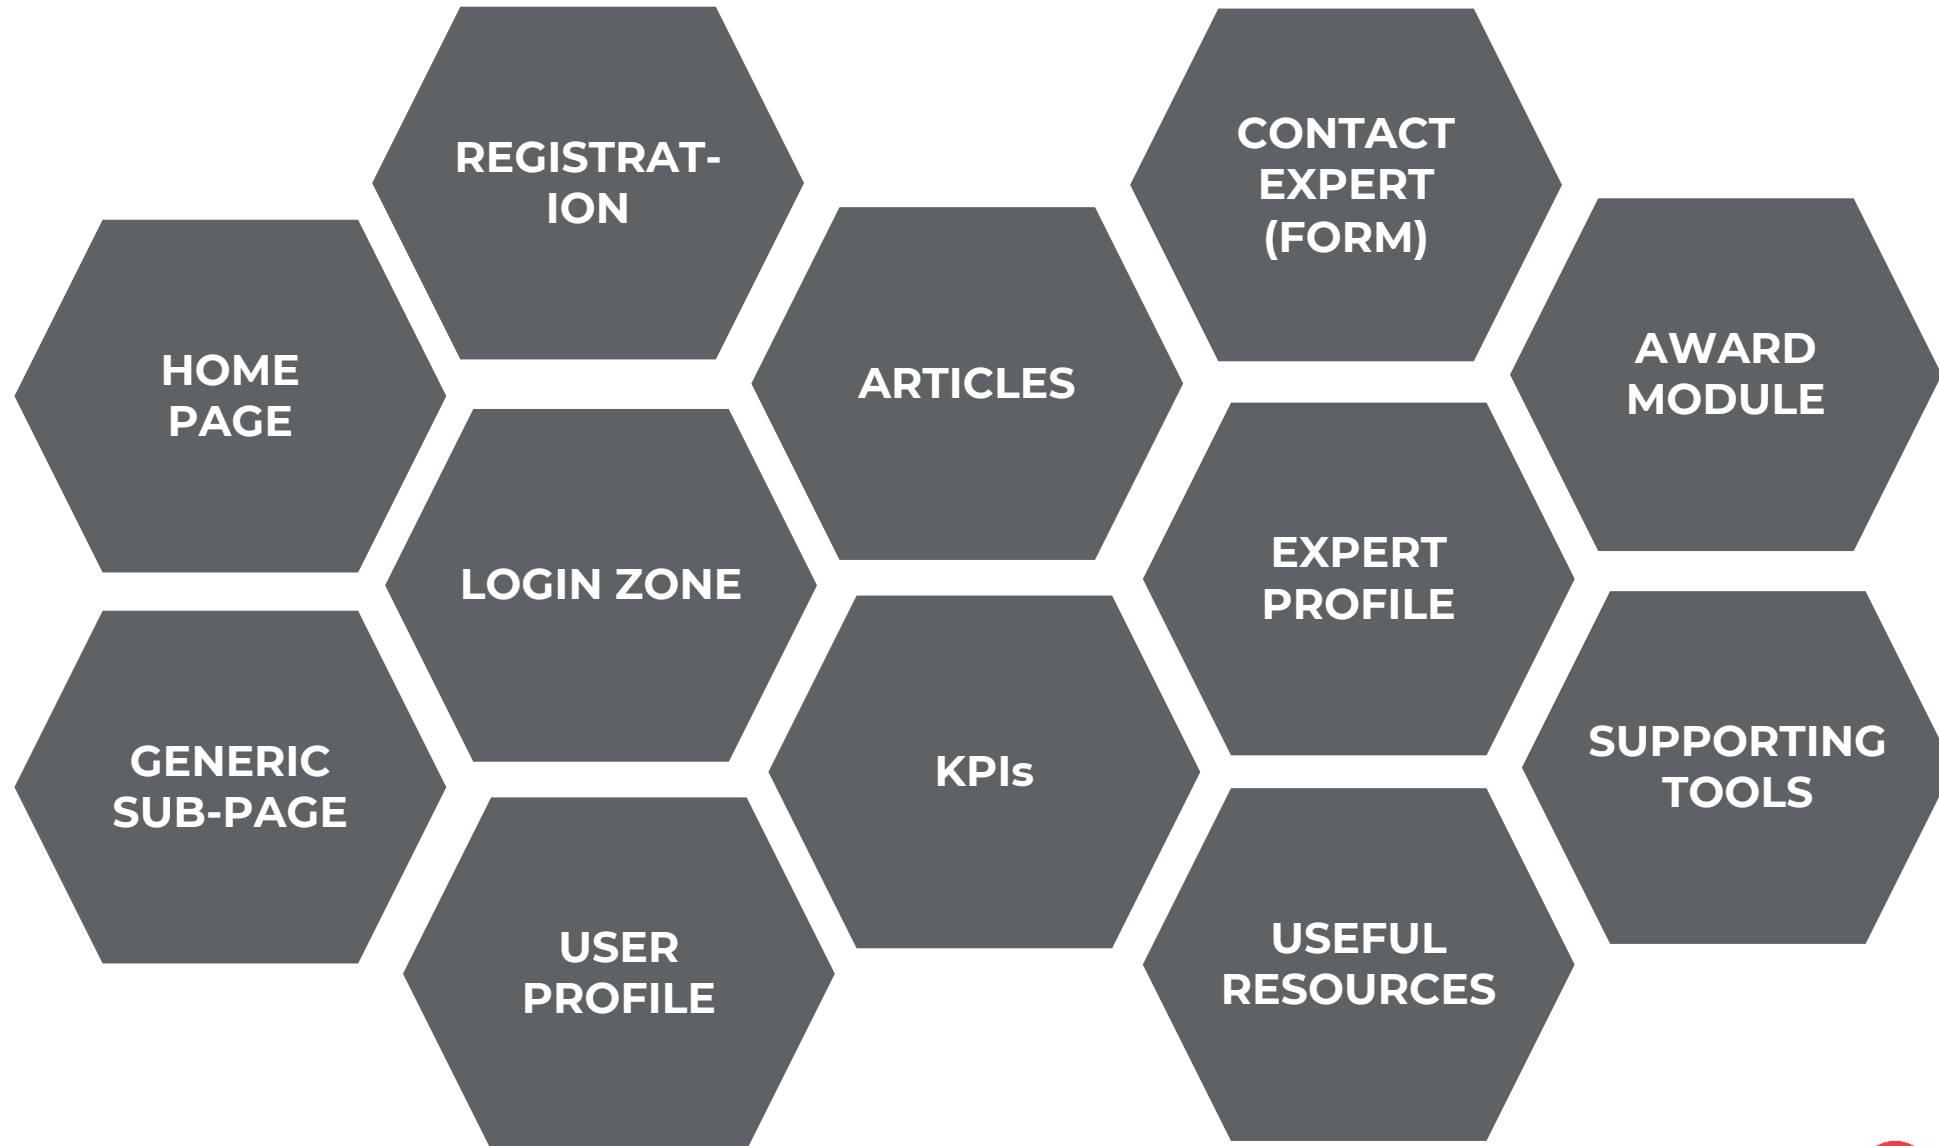 REGISTRAT-
ION
CONTACT
EXPERT
(FORM)
HOME
PAGE
ARTICLES
AWARD
MODULE
LOGIN ZONE
EXPERT
PROFILE
GENERIC
SUB-PAGE
KPIs
SUPPORTING
TOOLS
USER
PROFILE
USEFUL
RESOURCES